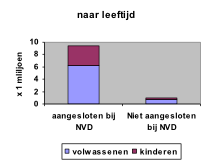 naar leeftijd
x 1 miljoen
10
8
6
4
2
0
aangesloten bij
NVD
Niet aangesloten
bij NVD
volwassenen
kinderen